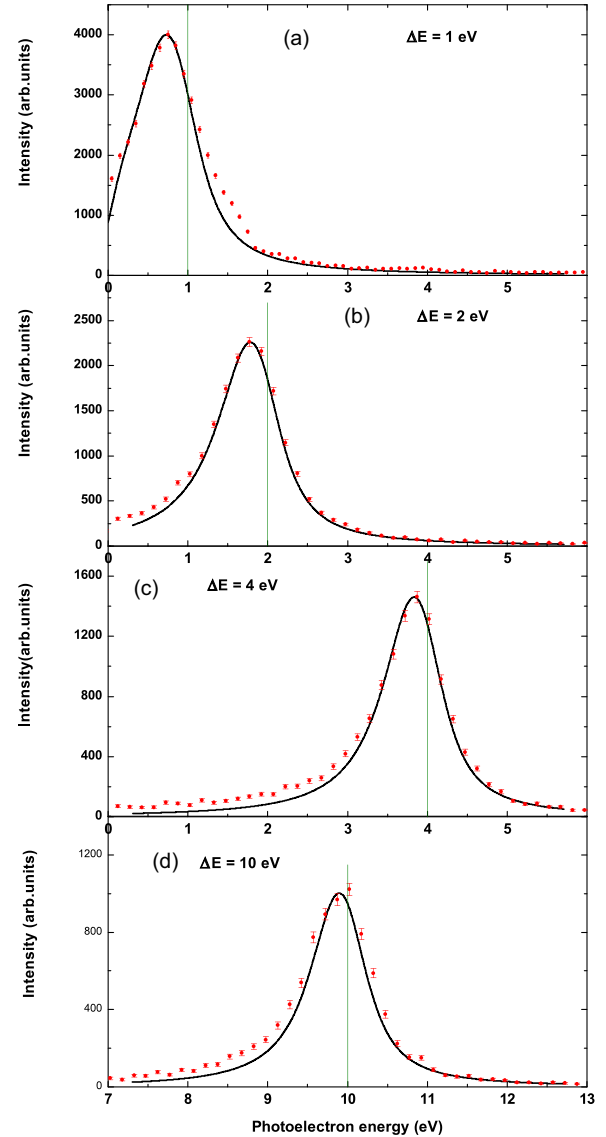 (a) ΔE = 1 eV
4000
3000
2000
1000
0
Intensity (arb.units)
0 1 2 3 4 5
(b) ΔE = 2 eV
2500
2000
1500
1000
500
0
Intensity (arb.units)
0 1 2 3 4 5
(c) ΔE = 4 eV
1600
1200
800
400
0
Intensity(arb.units)
0 1 2 3 4 5
(d) ΔE = 10 eV
1200
800
400
0
Intensity (arb.units)
7 8 9 10 11 12 13
Photoelectron energy (eV)